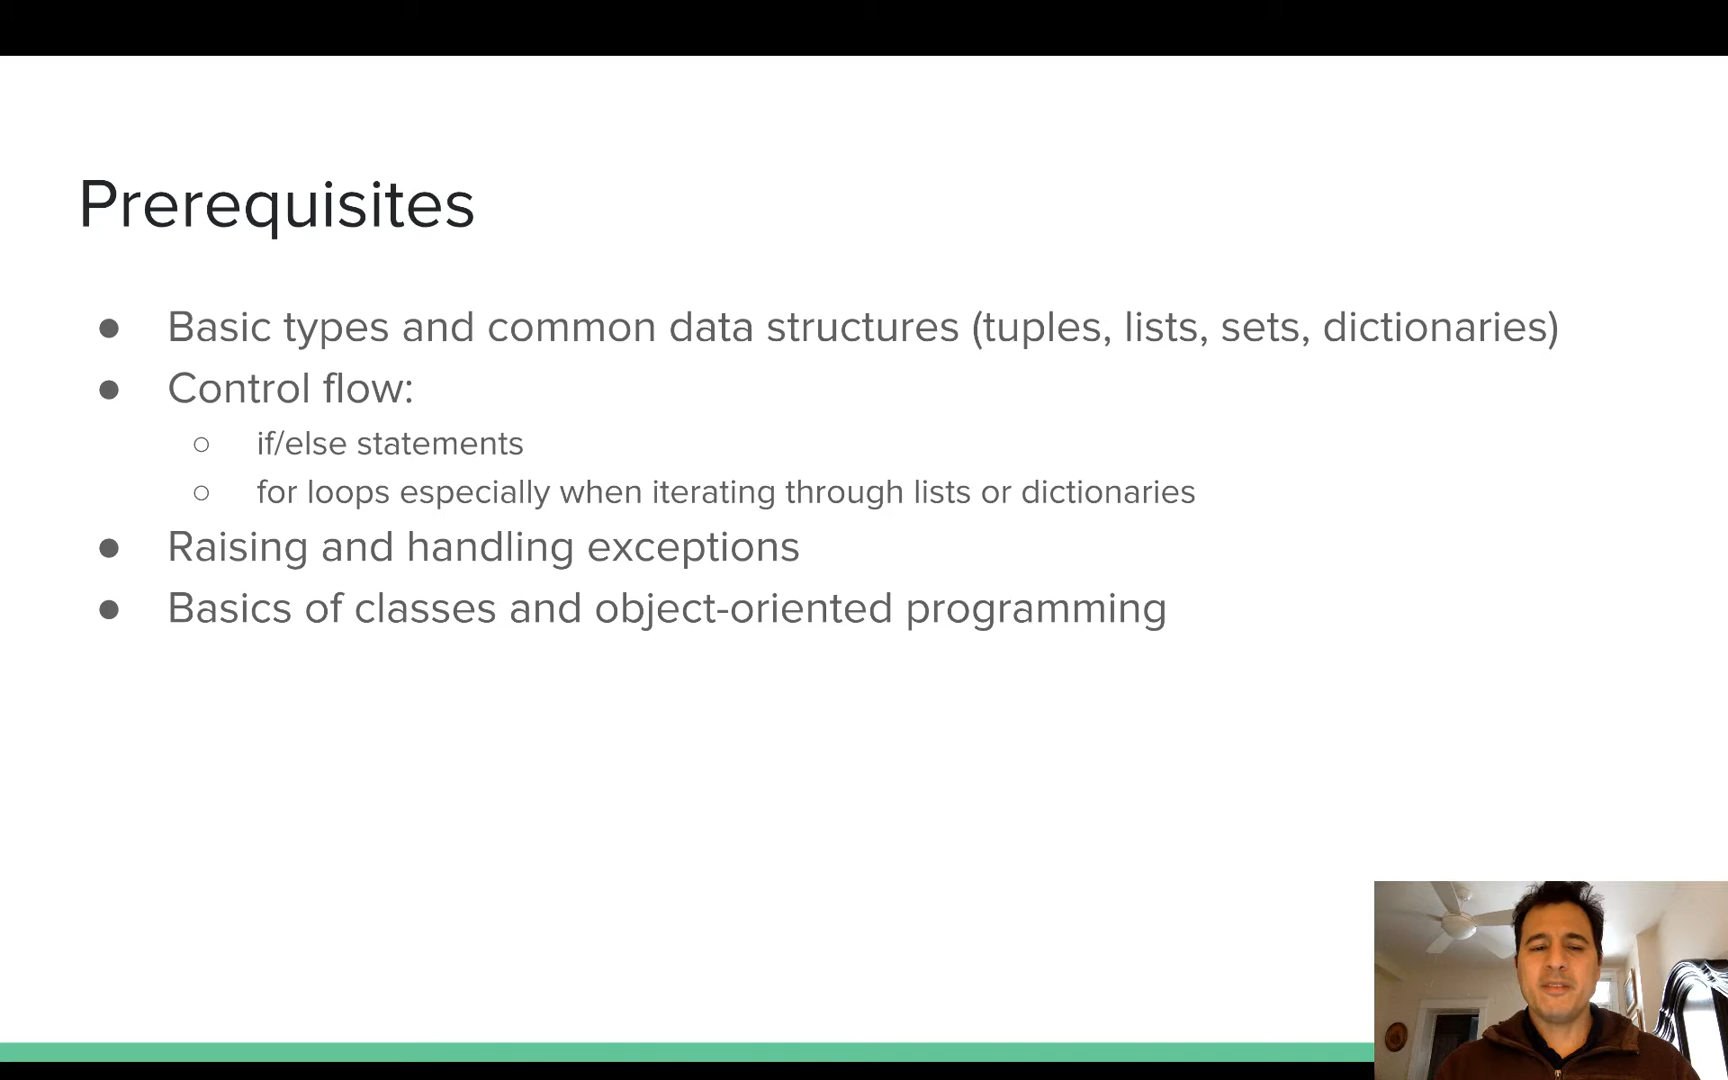 Prerequisites
● Basic types and common data structures (tuples, lists, sets, dictionaries)
● Control flow:
○ if/else statements
○ for loops especially when iterating through lists or dictionaries
● Raising and handling exceptions
● Basics of classes and object-oriented programming